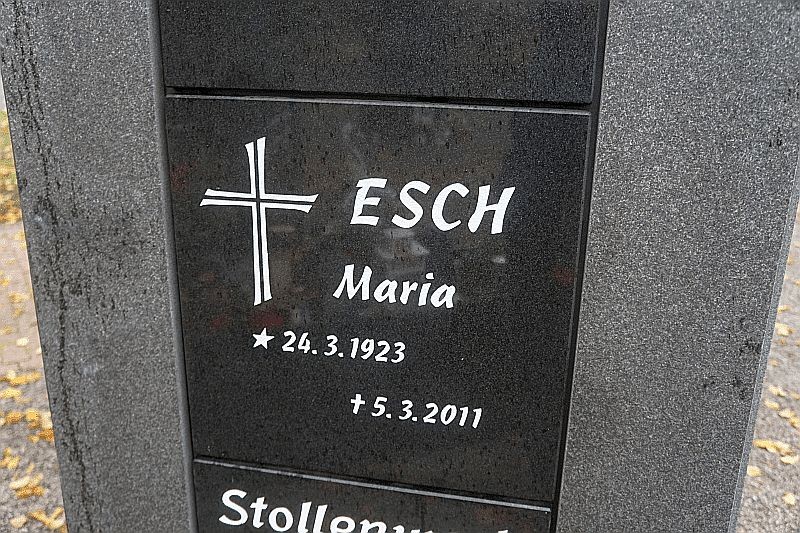 ESCH
Maria
★ 24.3.1923
✝ 5.3.2011